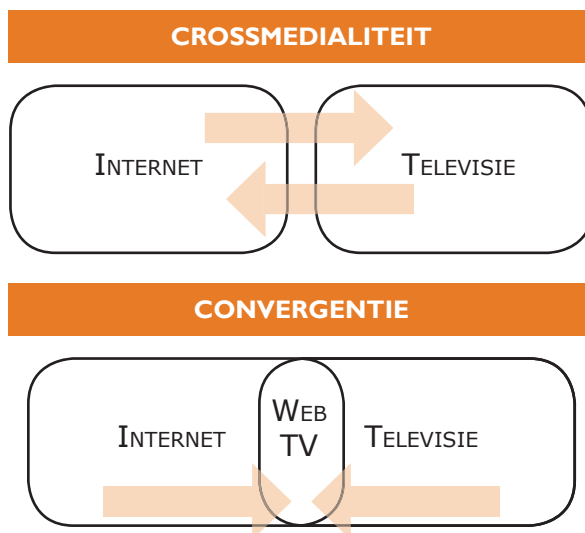 CROSSMEDIALITEIT
INTERNET TELEVISIE
CONVERGENTIE
WEB
TV
INTERNET TELEVISIE